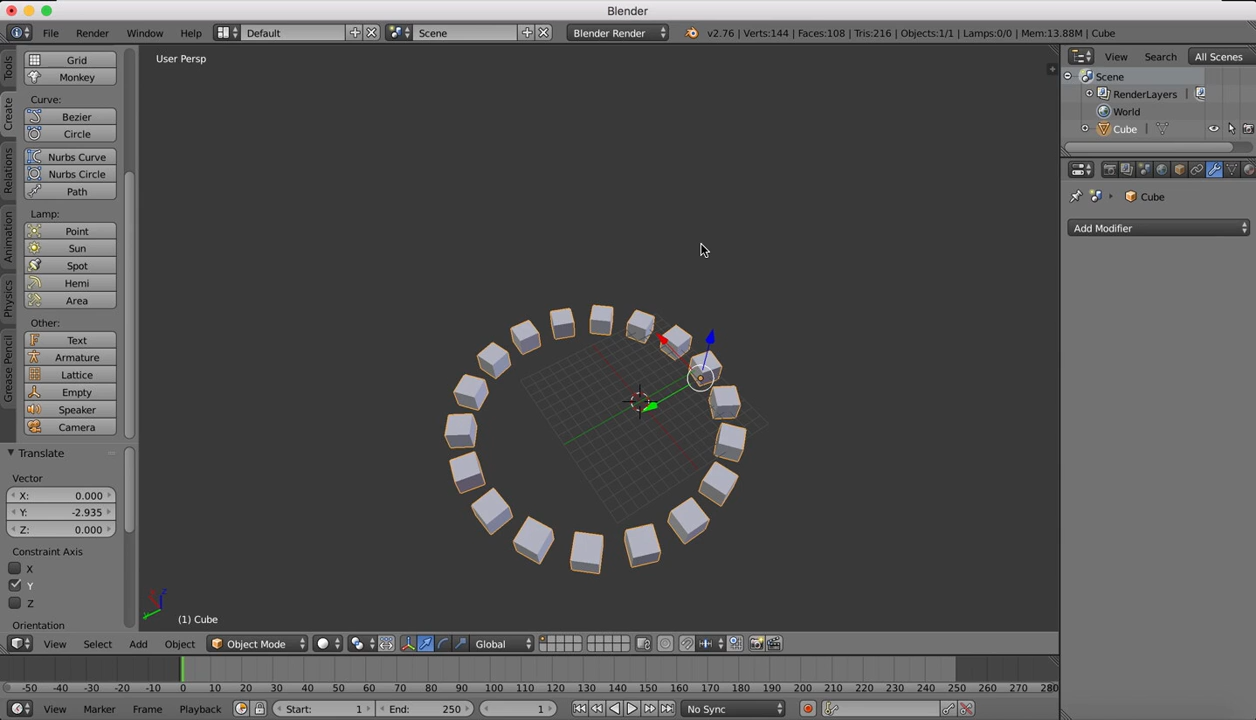 Blender
File Render Window Help Default Scene Blender Render v2.76 | Verts:144 | Faces:108 | Tris:216 | Objects:1/1 | Lamps:0/0 | Mem:13.88M | Cube
Tools
Create
Relations
Animation
Physics
Grease Pencil
Grid
Monkey
Curve:
Bezier
Circle
Nurbs Curve
Nurbs Circle
Path
Lamp:
Point
Sun
Spot
Hemi
Area
Other:
Text
Armature
Lattice
Empty
Speaker
Camera
Translate
Vector
X: 0.000
Y: -2.935
Z: 0.000
Constraint Axis
X
Y
Z
Orientation
User Persp
(1) Cube
View Search All Scenes
Scene
RenderLayers
World
Cube
Cube
Add Modifier
View Select Add Object Object Mode Global
-50 -40 -30 -20 -10 0 10 20 30 40 50 60 70 80 90 100 110 120 130 140 150 160 170 180 190 200 210 220 230 240 250 260 270 280
View Marker Frame Playback Start: 1 End: 250 1 No Sync